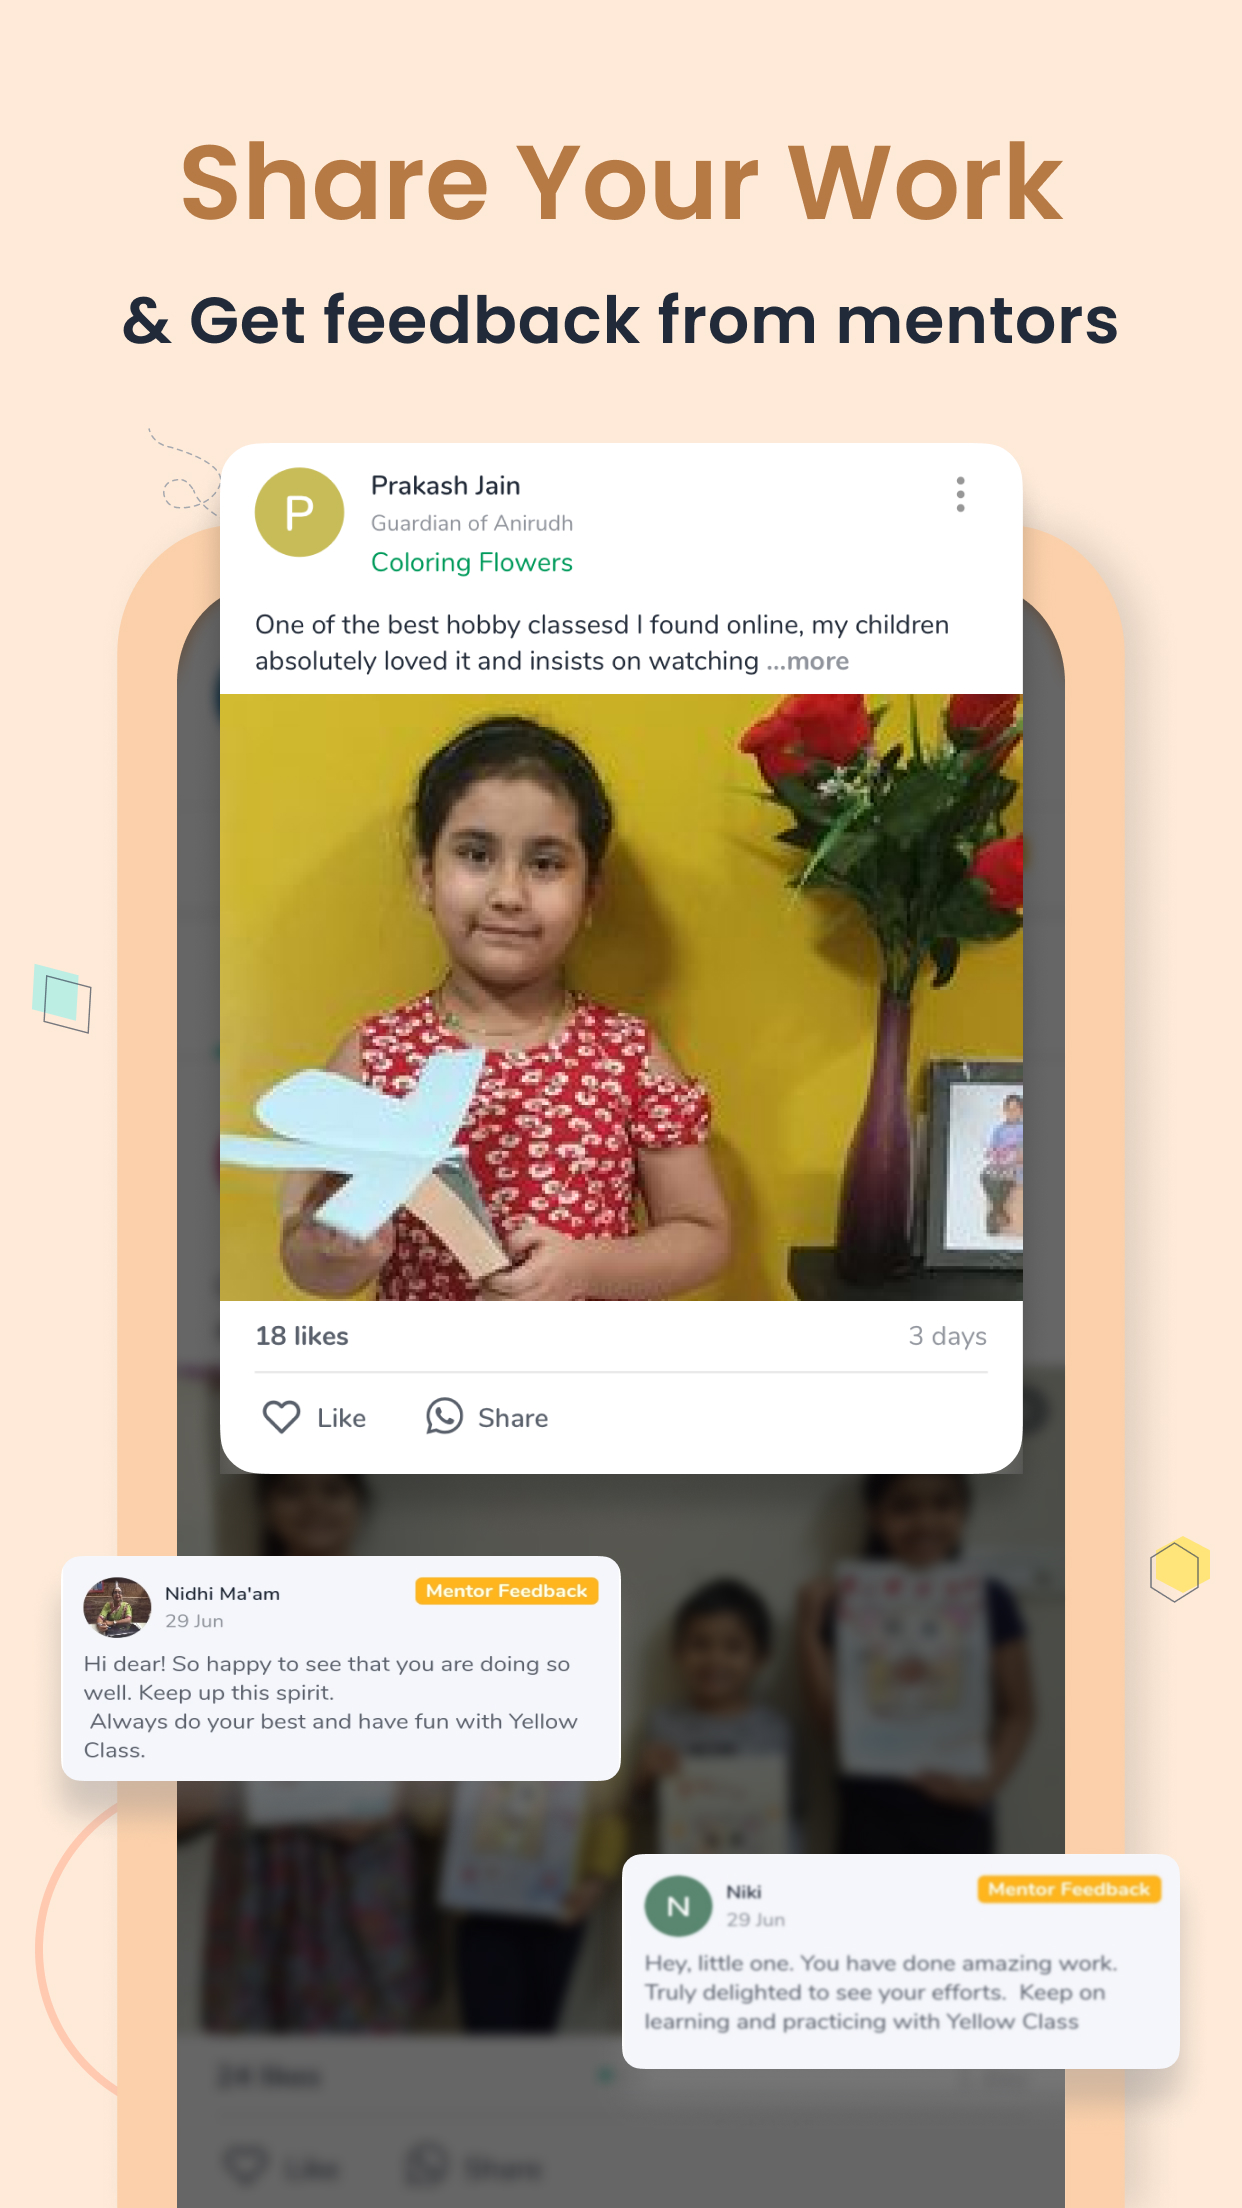 Share Your Work
& Get feedback from mentors
P
Prakash Jain
Guardian of Anirudh
Coloring Flowers
One of the best hobby classesd I found online, my children
absolutely loved it and insists on watching ...more
18 likes
3 days
Like
Share
Nidhi Ma'am
Mentor Feedback
29 Jun
Hi dear! So happy to see that you are doing so
well. Keep up this spirit.
Always do your best and have fun with Yellow
Class.
N
Niki
Mentor Feedback
29 Jun
Hey, little one. You have done amazing work.
Truly delighted to see your efforts. Keep on
learning and practicing with Yellow Class
24 likes
Like
Share